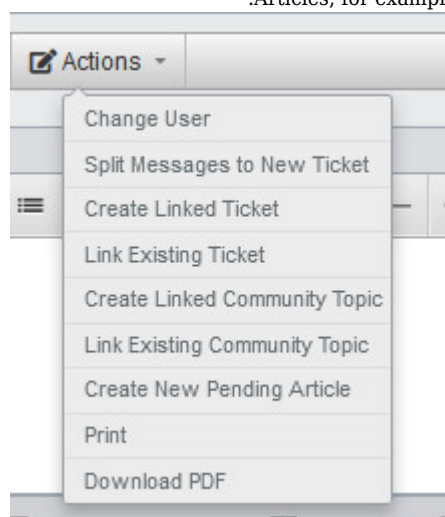 .Articles, for exampl
Actions
Change User
Split Messages to New Ticket
Create Linked Ticket
Link Existing Ticket
Create Linked Community Topic
Link Existing Community Topic
Create New Pending Article
Print
Download PDF